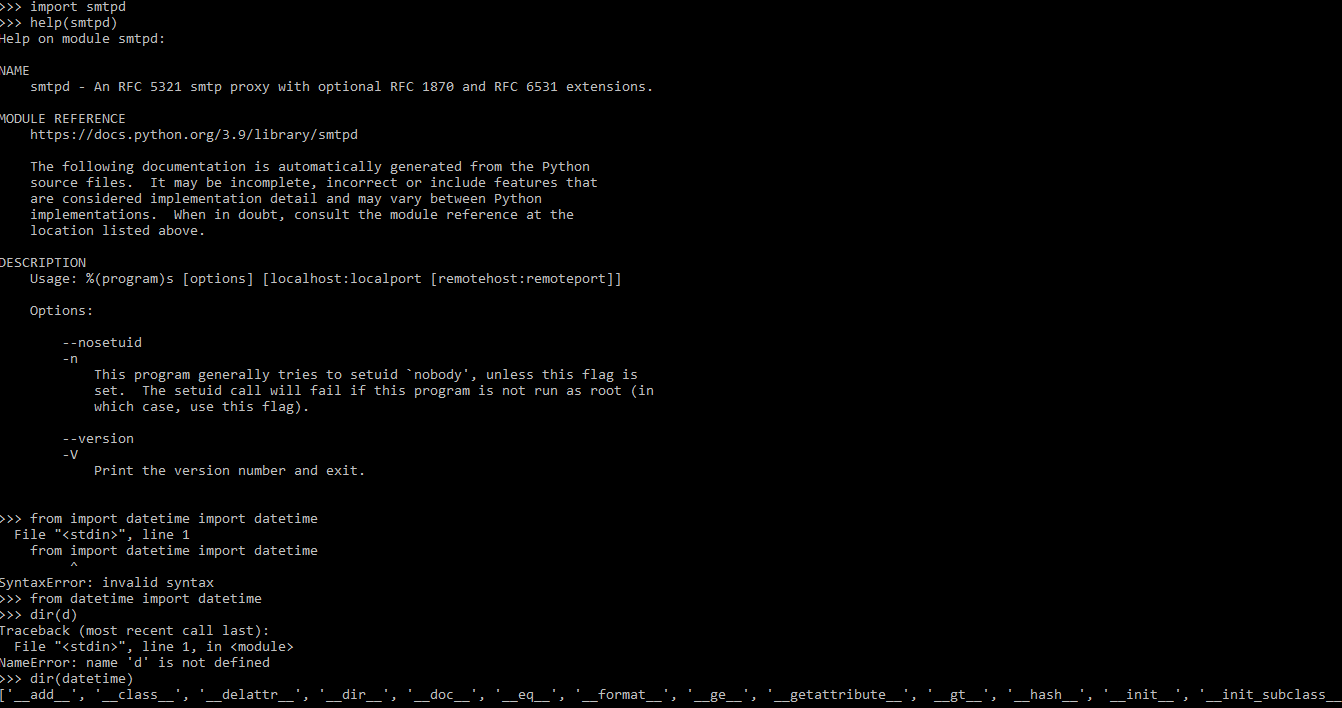 >>> import smtpd
>>> help(smtpd)
Help on module smtpd:

NAME
    smtpd - An RFC 5321 smtp proxy with optional RFC 1870 and RFC 6531 extensions.

MODULE REFERENCE
    https://docs.python.org/3.9/library/smtpd

    The following documentation is automatically generated from the Python
    source files.  It may be incomplete, incorrect or include features that
    are considered implementation detail and may vary between Python
    implementations.  When in doubt, consult the module reference at the
    location listed above.

DESCRIPTION
    Usage: %(program)s [options] [localhost:localport [remotehost:remoteport]]

    Options:

        --nosetuid
        -n
            This program generally tries to setuid `nobody', unless this flag is
            set.  The setuid call will fail if this program is not run as root (in
            which case, use this flag).

        --version
        -V
            Print the version number and exit.


>>> from import datetime import datetime
  File "<stdin>", line 1
    from import datetime import datetime
         ^
SyntaxError: invalid syntax
>>> from datetime import datetime
>>> dir(d)
Traceback (most recent call last):
  File "<stdin>", line 1, in <module>
NameError: name 'd' is not defined
>>> dir(datetime)
['__add__', '__class__', '__delattr__', '__dir__', '__doc__', '__eq__', '__format__', '__ge__', '__getattribute__', '__gt__', '__hash__', '__init__', '__init_subclass_